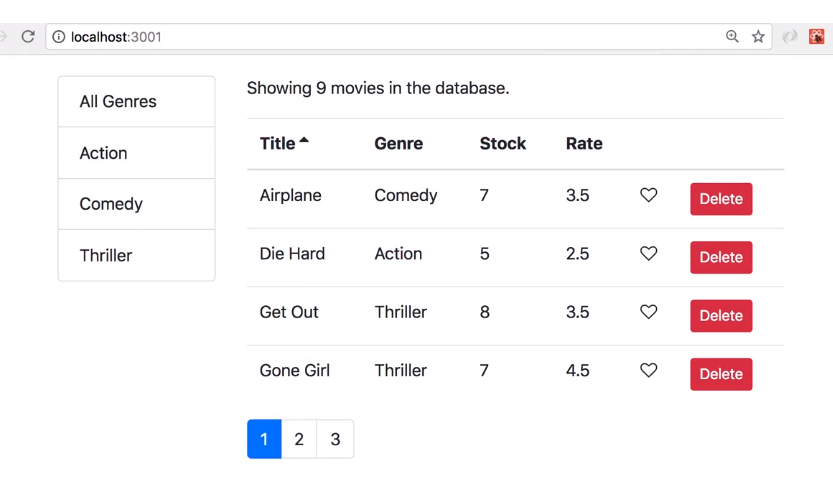 localhost:3001
All Genres
Action
Comedy
Thriller
Showing 9 movies in the database.
Title Genre Stock Rate
Airplane Comedy 7 3.5 Delete
Die Hard Action 5 2.5 Delete
Get Out Thriller 8 3.5 Delete
Gone Girl Thriller 7 4.5 Delete
1 2 3